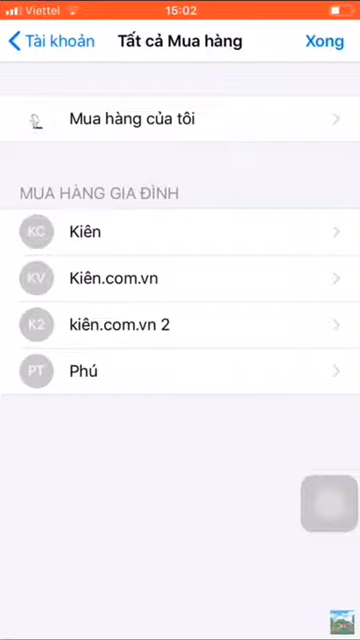 Viettel 15:02
Tài khoản Tất cả Mua hàng Xong
Mua hàng của tôi
MUA HÀNG GIA ĐÌNH
KC Kiên
KV Kiên.com.vn
K2 kiên.com.vn 2
PT Phú